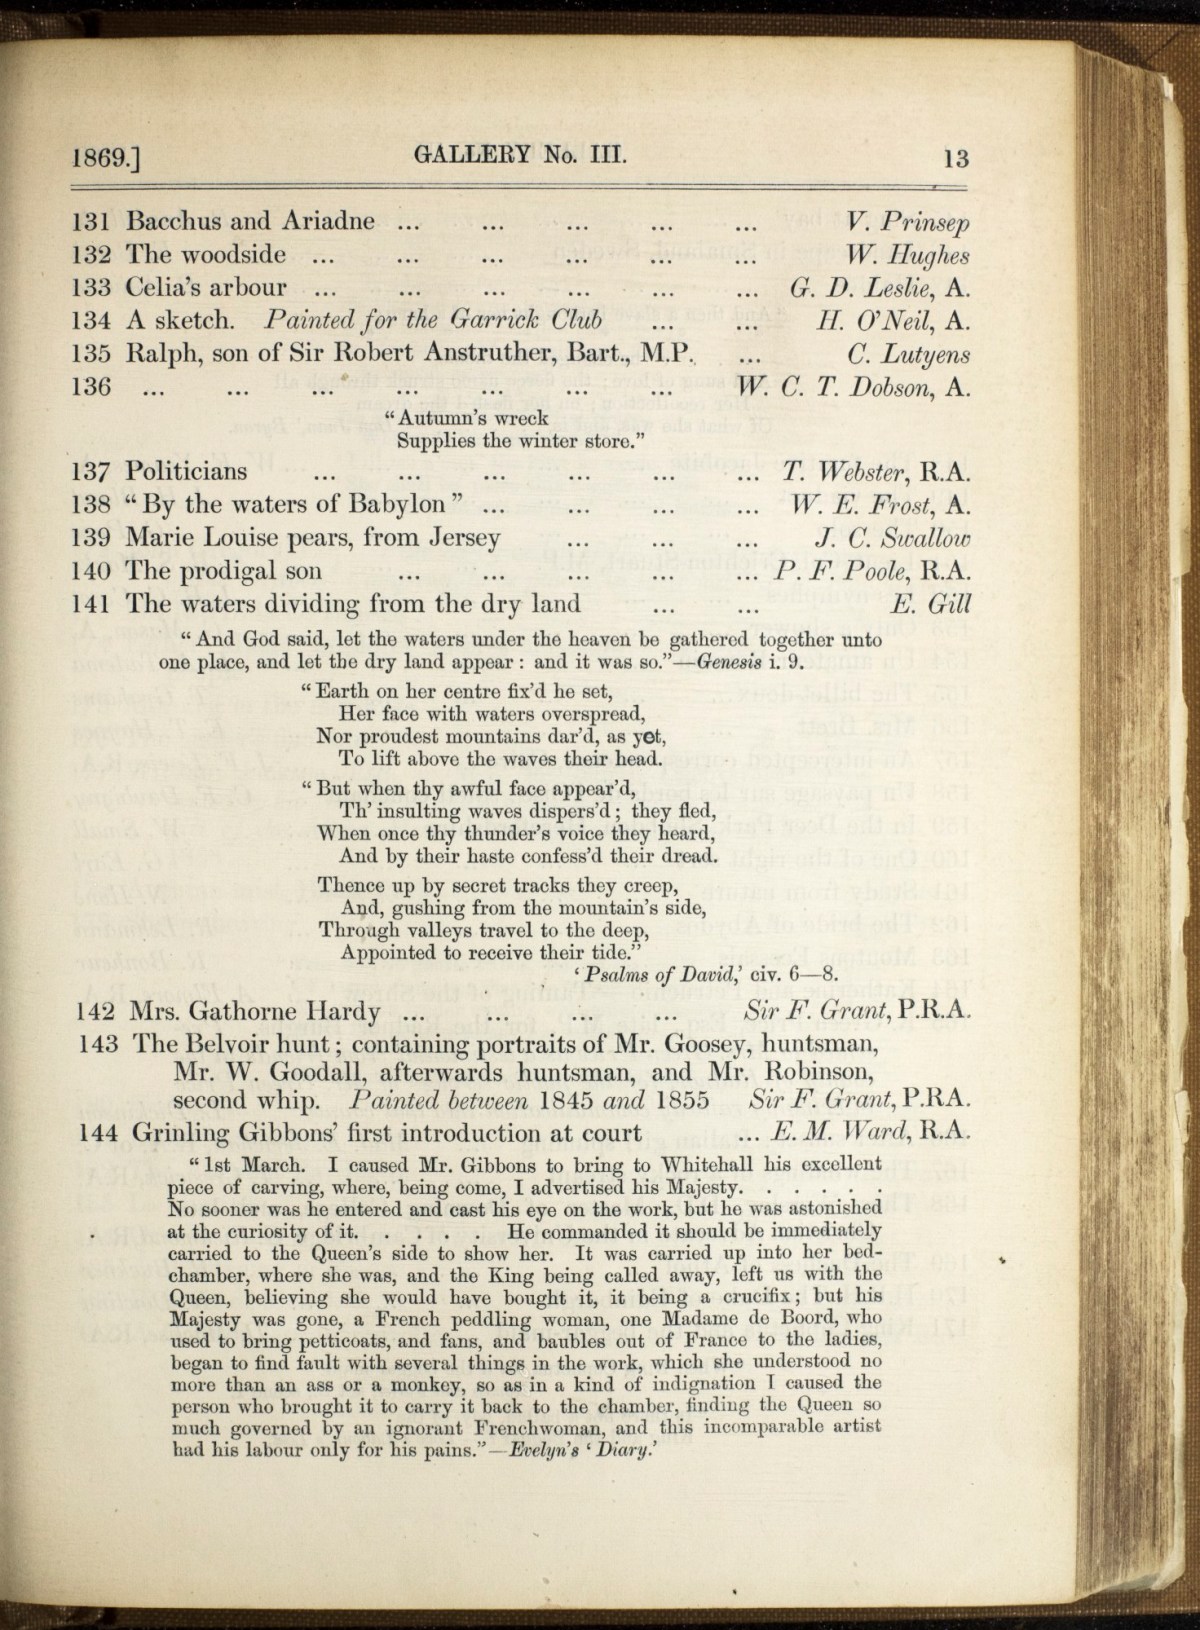 1869.] GALLERY No. III. 13
131 Bacchus and Ariadne ... ... ... ... ... V. Prinsep
132 The woodside ... ... ... ... ... ... W. Hughes
133 Celia's arbour ... ... ... ... ... ... G. D. Leslie, A.
134 A sketch. Painted for the Garrick Club ... ... H. O'Neil, A.
135 Ralph, son of Sir Robert Anstruther, Bart., M.P. ... C. Lutyens
136 ... ... ... ... ... ... ... W. C. T. Dobson, A.
“Autumn's wreck
Supplies the winter store.”
137 Politicians ... ... ... ... ... ... T. Webster, R.A.
138 “By the waters of Babylon” ... ... ... ... W. E. Frost, A.
139 Marie Louise pears, from Jersey ... ... ... J. C. Swallow
140 The prodigal son ... ... ... ... ... P. F. Poole, R.A.
141 The waters dividing from the dry land ... ... E. Gill
“And God said, let the waters under the heaven be gathered together unto
one place, and let the dry land appear : and it was so.”—Genesis i. 9.
“Earth on her centre fix'd he set,
Her face with waters overspread,
Nor proudest mountains dar'd, as yet,
To lift above the waves their head.
“But when thy awful face appear'd,
Th' insulting waves dispers'd ; they fled,
When once thy thunder's voice they heard,
And by their haste confess'd their dread.
Thence up by secret tracks they creep,
And, gushing from the mountain's side,
Through valleys travel to the deep,
Appointed to receive their tide.”
‘Psalms of David,’ civ. 6—8.
142 Mrs. Gathorne Hardy ... ... ... ... Sir F. Grant, P.R.A.
143 The Belvoir hunt ; containing portraits of Mr. Goosey, huntsman,
Mr. W. Goodall, afterwards huntsman, and Mr. Robinson,
second whip. Painted between 1845 and 1855 Sir F. Grant, P.RA.
144 Grinling Gibbons' first introduction at court ... E. M. Ward, R.A.
“1st March. I caused Mr. Gibbons to bring to Whitehall his excellent
piece of carving, where, being come, I advertised his Majesty. . . . . .
No sooner was he entered and cast his eye on the work, but he was astonished
at the curiosity of it. . . . . . He commanded it should be immediately
carried to the Queen's side to show her. It was carried up into her bed-
chamber, where she was, and the King being called away, left us with the
Queen, believing she would have bought it, it being a crucifix ; but his
Majesty was gone, a French peddling woman, one Madame de Boord, who
used to bring petticoats, and fans, and baubles out of France to the ladies,
began to find fault with several things in the work, which she understood no
more than an ass or a monkey, so as in a kind of indignation I caused the
person who brought it to carry it back to the chamber, finding the Queen so
much governed by an ignorant Frenchwoman, and this incomparable artist
had his labour only for his pains.”—Evelyn's ‘Diary.’